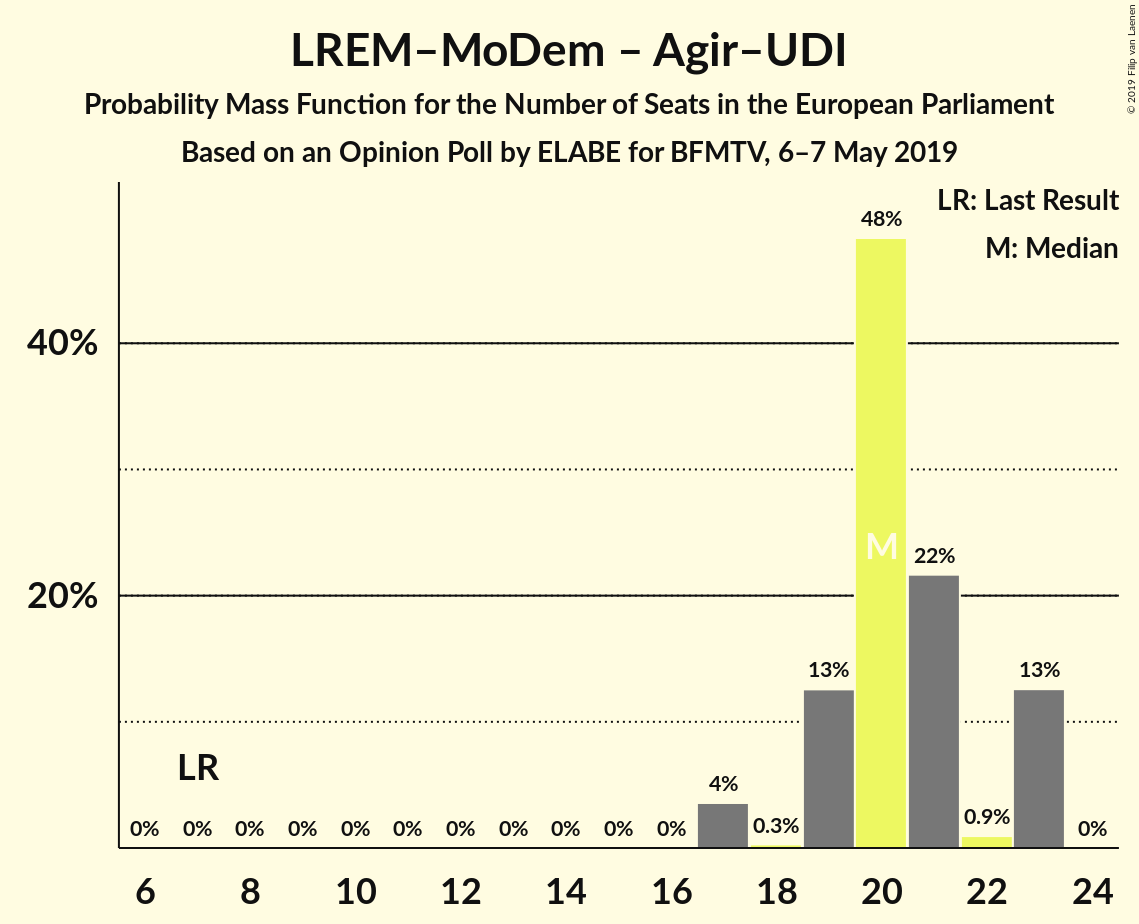 LREM–MoDem – Agir–UDI
Probability Mass Function for the Number of Seats in the European Parliament
Based on an Opinion Poll by ELABE for BFMTV, 6–7 May 2019
© 2019 Filip van Laenen
LR: Last Result
M: Median
48%
40%
M
22%
20%
13%
13%
LR
4%
0% 0% 0% 0% 0% 0% 0% 0% 0% 0% 0% 0.3% 0.9% 0%
6 8 10 12 14 16 18 20 22 24